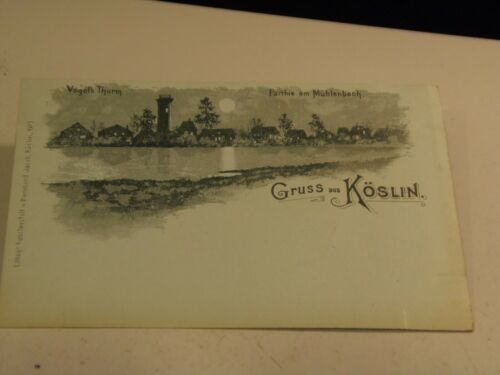 Vogels Thurm
Parthie am Mühlenbach.
Gruss aus KÖSLIN.